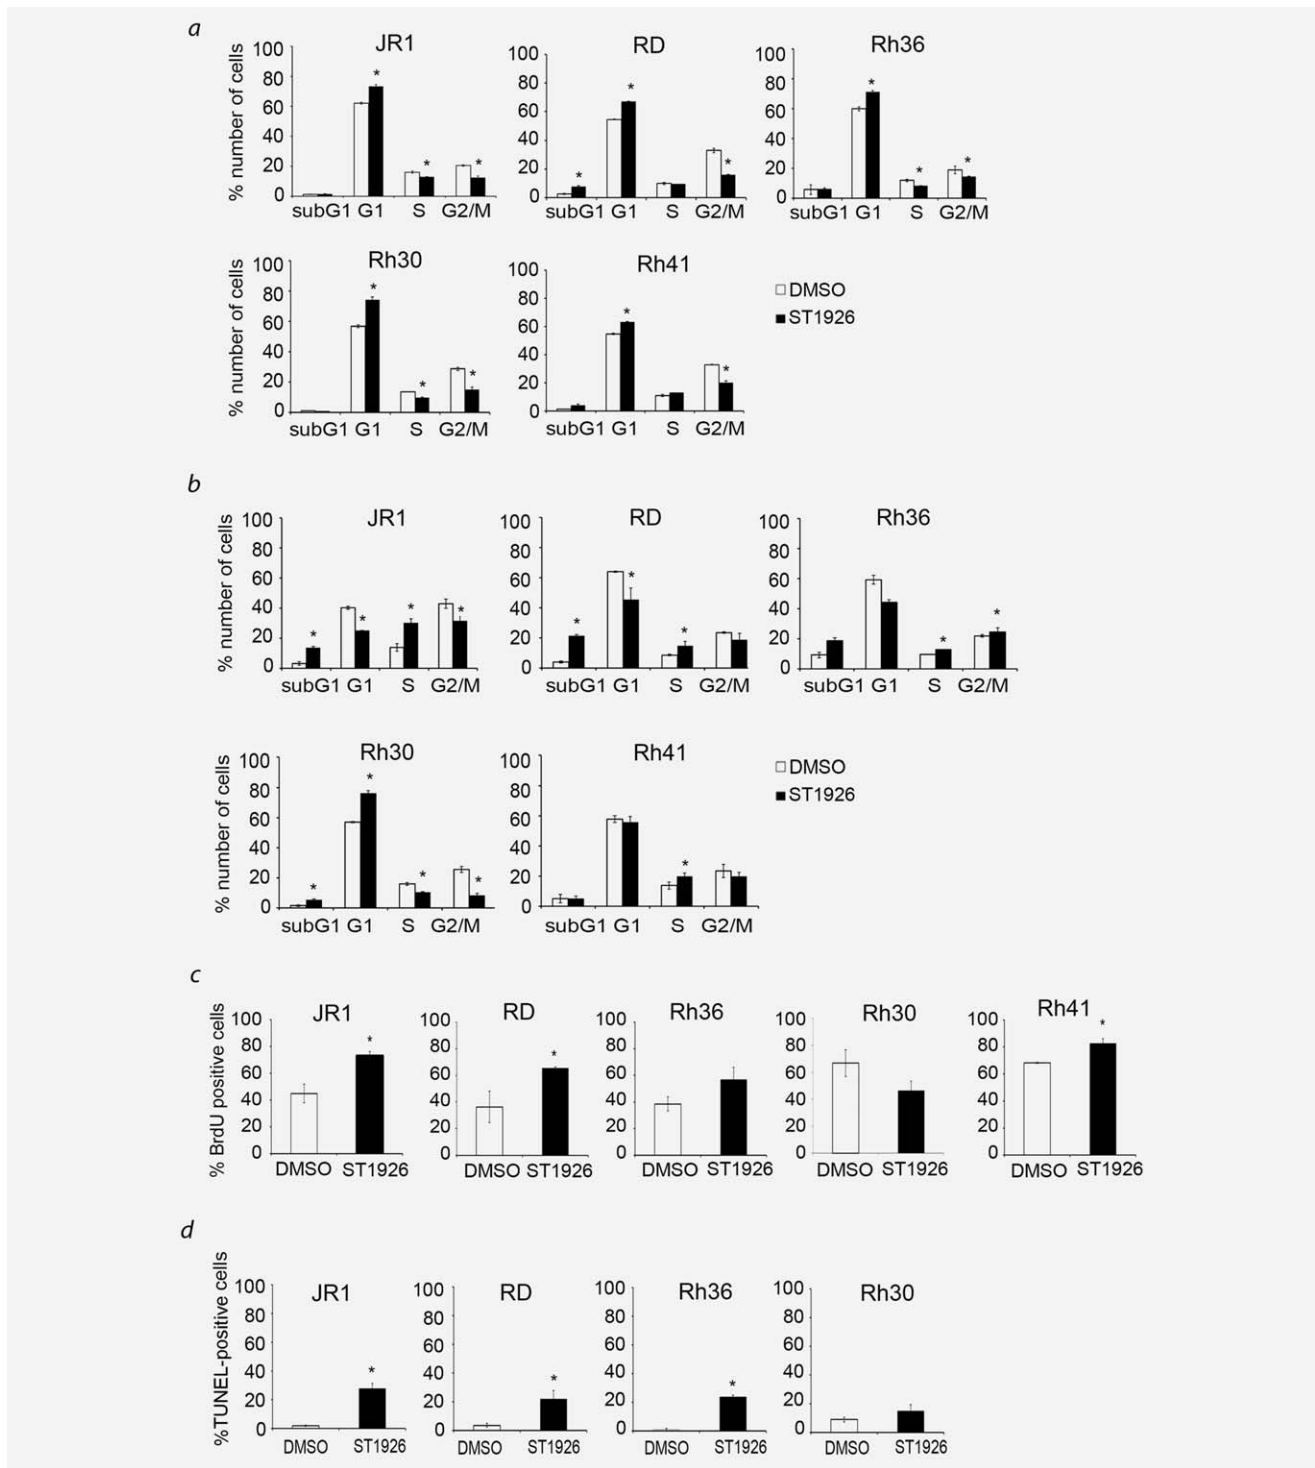 a
JR1
% number of cells
100
80
60
40
20
0
subG1 G1 S G2/M
*
*
*
RD
100
80
60
40
20
0
subG1 G1 S G2/M
*
*
*
Rh36
100
80
60
40
20
0
subG1 G1 S G2/M
*
*
*
Rh30
% number of cells
100
80
60
40
20
0
subG1 G1 S G2/M
*
*
*
Rh41
100
80
60
40
20
0
subG1 G1 S G2/M
*
*
DMSO
ST1926
b
JR1
% number of cells
100
80
60
40
20
0
subG1 G1 S G2/M
*
*
*
*
RD
100
80
60
40
20
0
subG1 G1 S G2/M
*
*
*
Rh36
100
80
60
40
20
0
subG1 G1 S G2/M
*
*
Rh30
% number of cells
100
80
60
40
20
0
subG1 G1 S G2/M
*
*
*
*
Rh41
100
80
60
40
20
0
subG1 G1 S G2/M
*
DMSO
ST1926
c
JR1
% BrdU positive cells
100
80
60
40
20
0
DMSO ST1926
*
RD
100
80
60
40
20
0
DMSO ST1926
*
Rh36
100
80
60
40
20
0
DMSO ST1926
Rh30
100
80
60
40
20
0
DMSO ST1926
Rh41
100
80
60
40
20
0
DMSO ST1926
*
d
JR1
%TUNEL-positive cells
100
80
60
40
20
0
DMSO ST1926
*
RD
100
80
60
40
20
0
DMSO ST1926
*
Rh36
100
80
60
40
20
0
DMSO ST1926
*
Rh30
100
80
60
40
20
0
DMSO ST1926